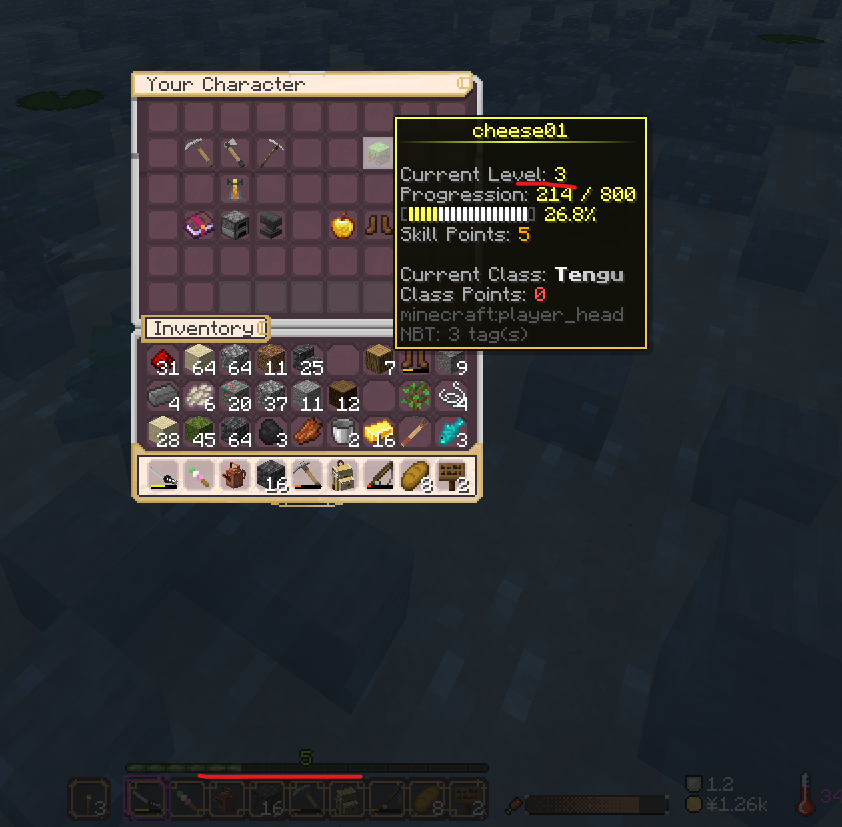 Your Character
cheese01
Current Level: 3
Progression: 214 / 800
26.8%
Skill Points: 5
Current Class: Tengu
Class Points: 0
minecraft:player_head
NBT: 3 tag(s)
Inventory
31 64 64 11 25 7 9
4 6 20 37 11 12 4
28 45 64 3 2 16 3
16 8 2
5
3 16 8 2
1.2
¥1.26k
34